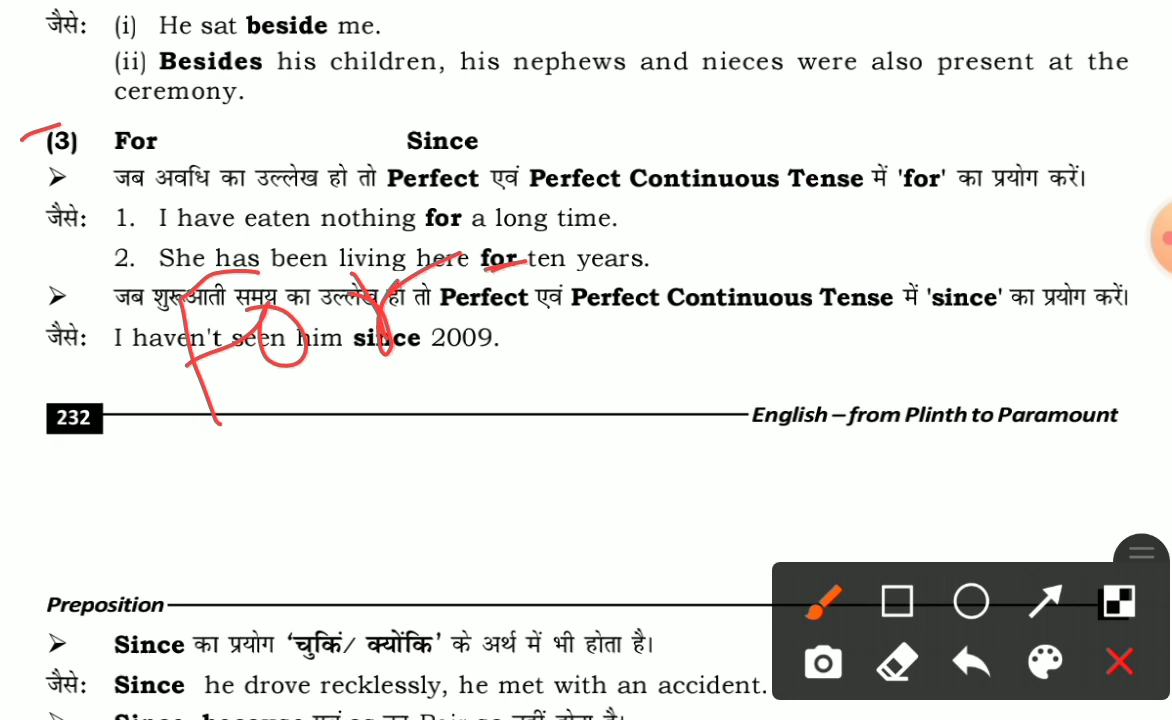 जैसे: (i) He sat beside me.
(ii) Besides his children, his nephews and nieces were also present at the
ceremony.
(3) For Since
➢ जब अवधि का उल्लेख हो तो Perfect एवं Perfect Continuous Tense में 'for' का प्रयोग करें।
जैसे: 1. I have eaten nothing for a long time.
2. She has been living here for ten years.
➢ जब शुरूआती समय का उल्लेख हो तो Perfect एवं Perfect Continuous Tense में 'since' का प्रयोग करें।
For
जैसे: I haven't seen him since 2009.
232 English – from Plinth to Paramount
Preposition
➢ Since का प्रयोग ‘चुकिं/ क्योंकि’ के अर्थ में भी होता है।
जैसे: Since he drove recklessly, he met with an accident.